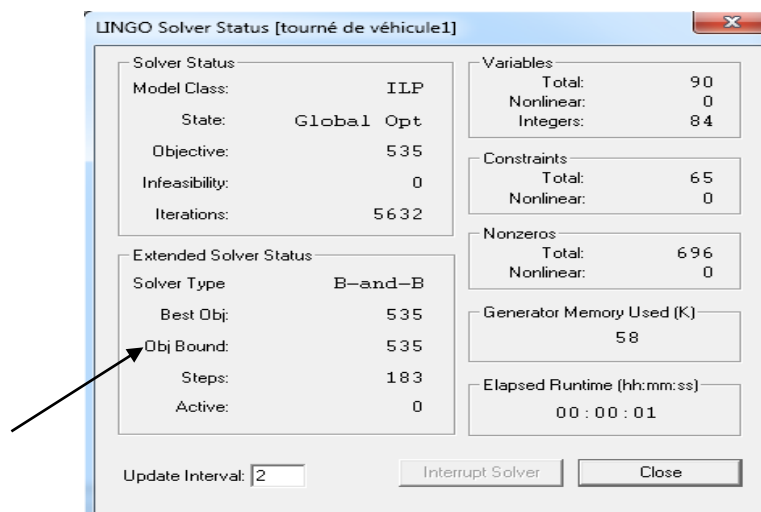 LINGO Solver Status [tourné de véhicule1]
Solver Status
Model Class: ILP
State: Global Opt
Objective: 535
Infeasibility: 0
Iterations: 5632
Extended Solver Status
Solver Type B-and-B
Best Obj: 535
Obj Bound: 535
Steps: 183
Active: 0
Update Interval: 2
Variables
Total: 90
Nonlinear: 0
Integers: 84
Constraints
Total: 65
Nonlinear: 0
Nonzeros
Total: 696
Nonlinear: 0
Generator Memory Used (K)
58
Elapsed Runtime (hh:mm:ss)
00:00:01
Interrupt Solver
Close